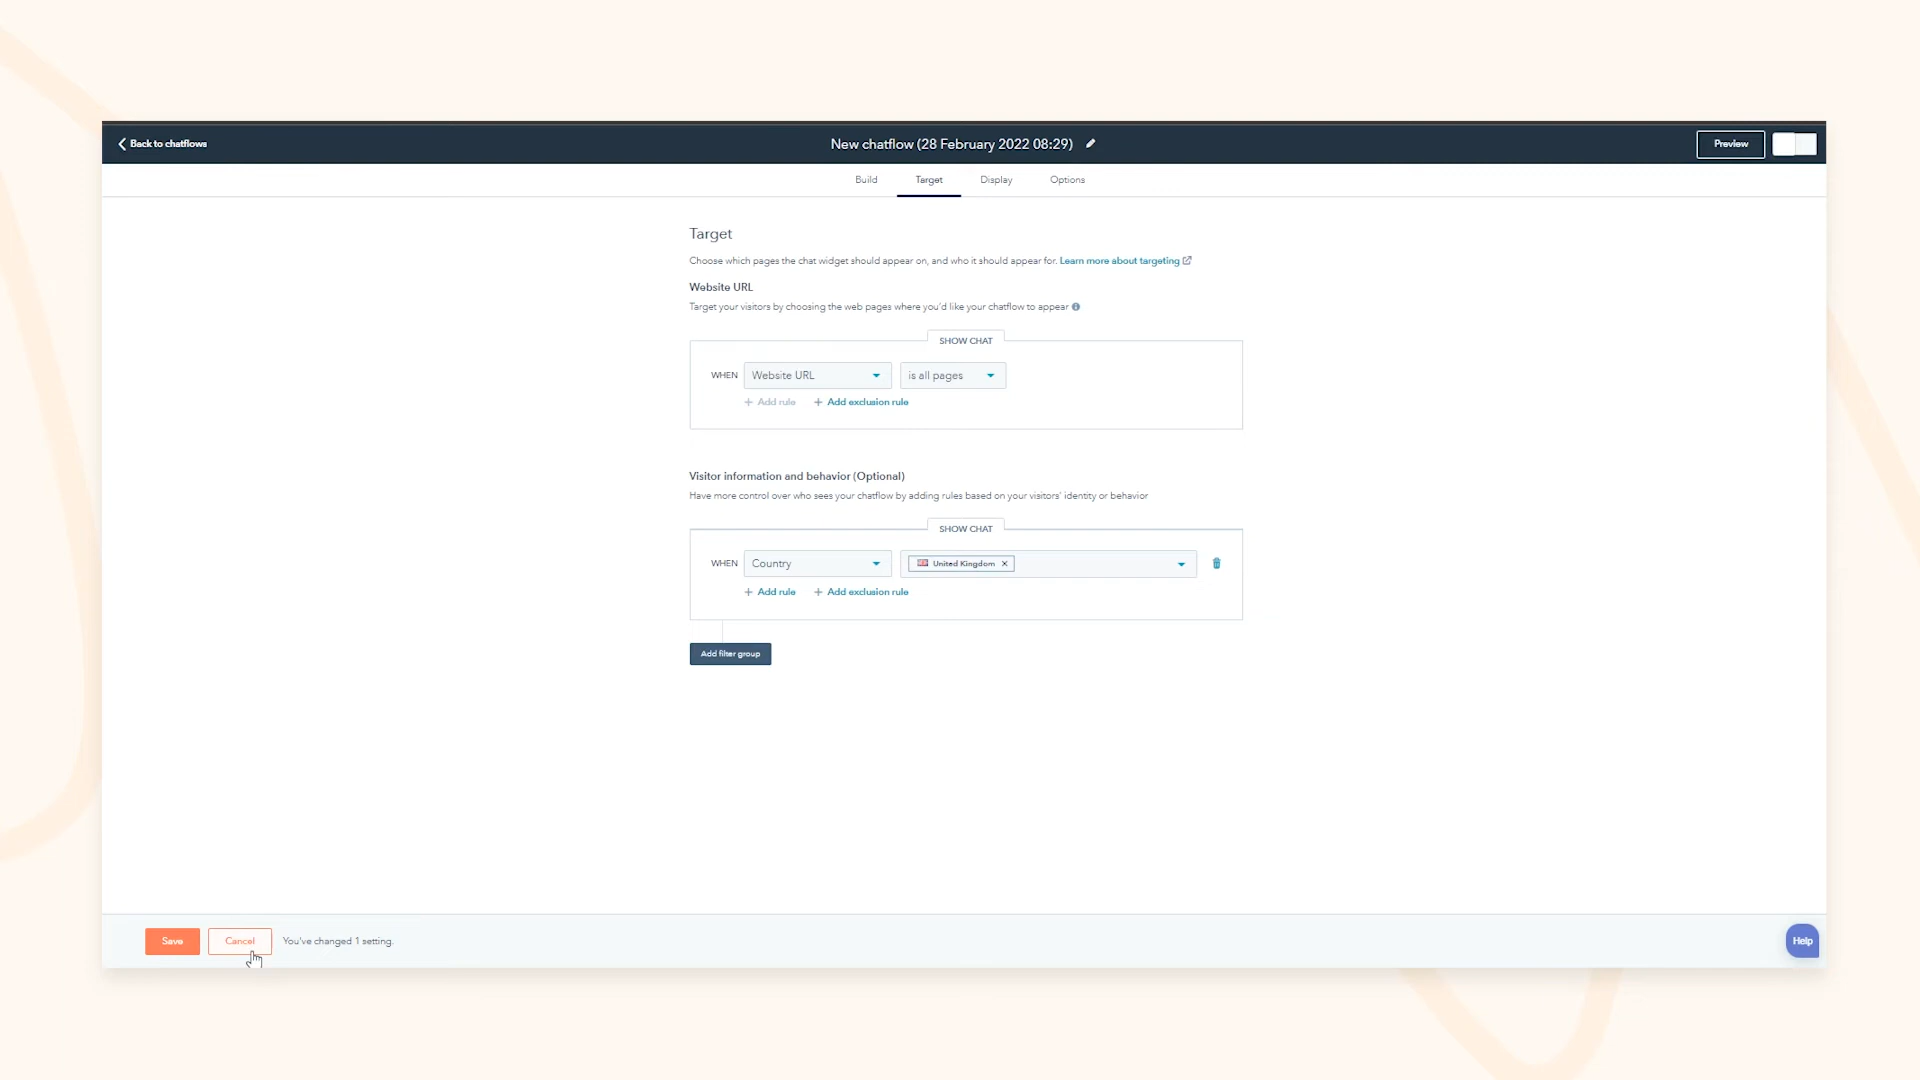 Back to chatflows
New chatflow (28 February 2022 08:29)
Preview
Build Target Display Options
Target
Choose which pages the chat widget should appear on, and who it should appear for. Learn more about targeting
Website URL
Target your visitors by choosing the web pages where you'd like your chatflow to appear
SHOW CHAT
WHEN Website URL is all pages
+ Add rule + Add exclusion rule
Visitor information and behavior (Optional)
Have more control over who sees your chatflow by adding rules based on your visitors' identity or behavior
SHOW CHAT
WHEN Country United Kingdom ×
+ Add rule + Add exclusion rule
Add filter group
Save Cancel You've changed 1 setting.
Help